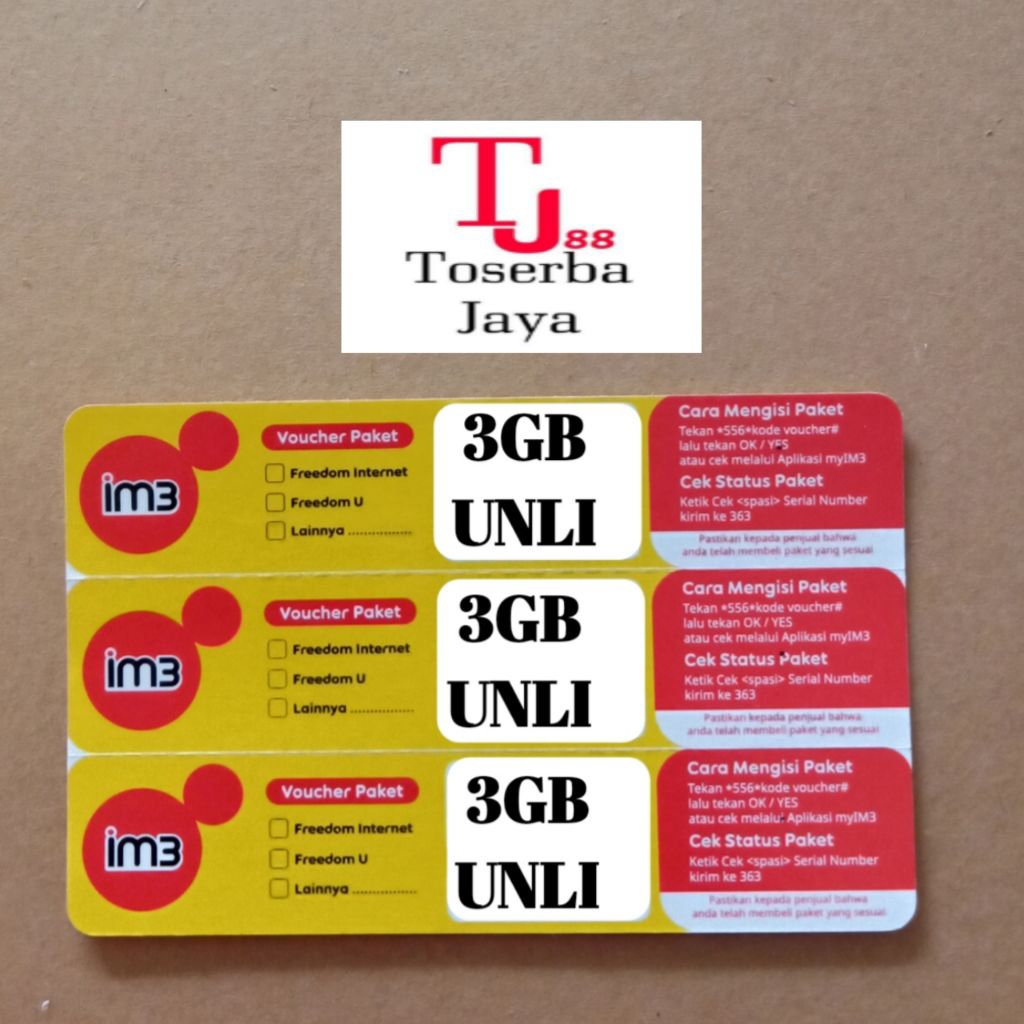 TJ88
Toserba
Jaya
im3
Voucher Paket
Freedom Internet
Freedom U
Lainnya ................
3GB
UNLI
Cara Mengisi Paket
Tekan *556*kode voucher#
lalu tekan OK / YES
atau cek melalui Aplikasi myIM3
Cek Status Paket
Ketik Cek <spasi> Serial Number
kirim ke 363
Pastikan kepada penjual bahwa
anda telah membeli paket yang sesuai
im3
Voucher Paket
Freedom Internet
Freedom U
Lainnya ................
3GB
UNLI
Cara Mengisi Paket
Tekan *556*kode voucher#
lalu tekan OK / YES
atau cek melalui Aplikasi myIM3
Cek Status Paket
Ketik Cek <spasi> Serial Number
kirim ke 363
Pastikan kepada penjual bahwa
anda telah membeli paket yang sesuai
im3
Voucher Paket
Freedom Internet
Freedom U
Lainnya ................
3GB
UNLI
Cara Mengisi Paket
Tekan *556*kode voucher#
lalu tekan OK / YES
atau cek melalui Aplikasi myIM3
Cek Status Paket
Ketik Cek <spasi> Serial Number
kirim ke 363
Pastikan kepada penjual bahwa
anda telah membeli paket yang sesuai